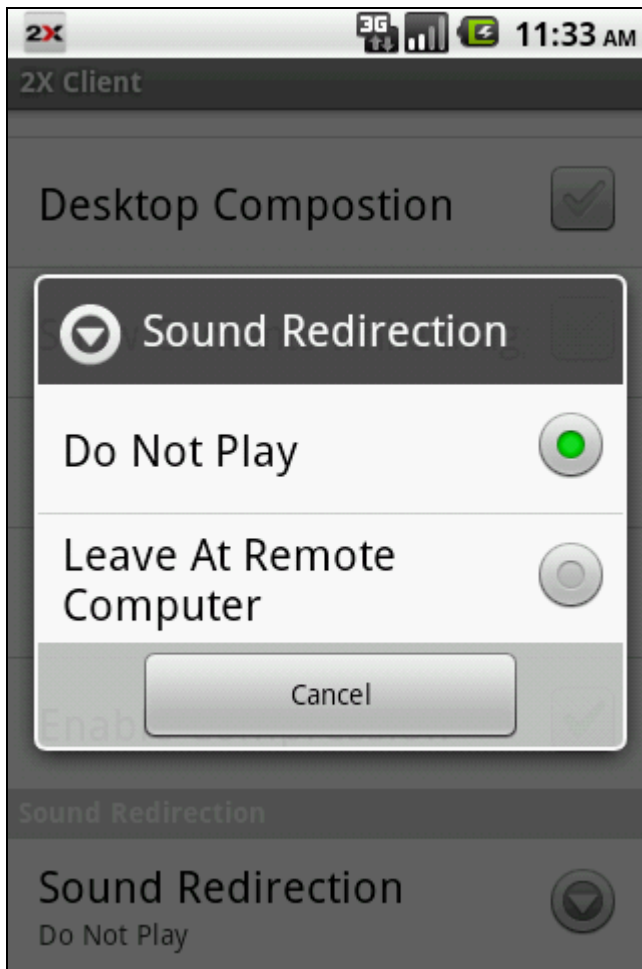 2X 3G 11:33 AM
2X Client
Desktop Compostion
Sound Redirection
Do Not Play
Leave At Remote
Computer
Cancel
Sound Redirection
Sound Redirection
Do Not Play